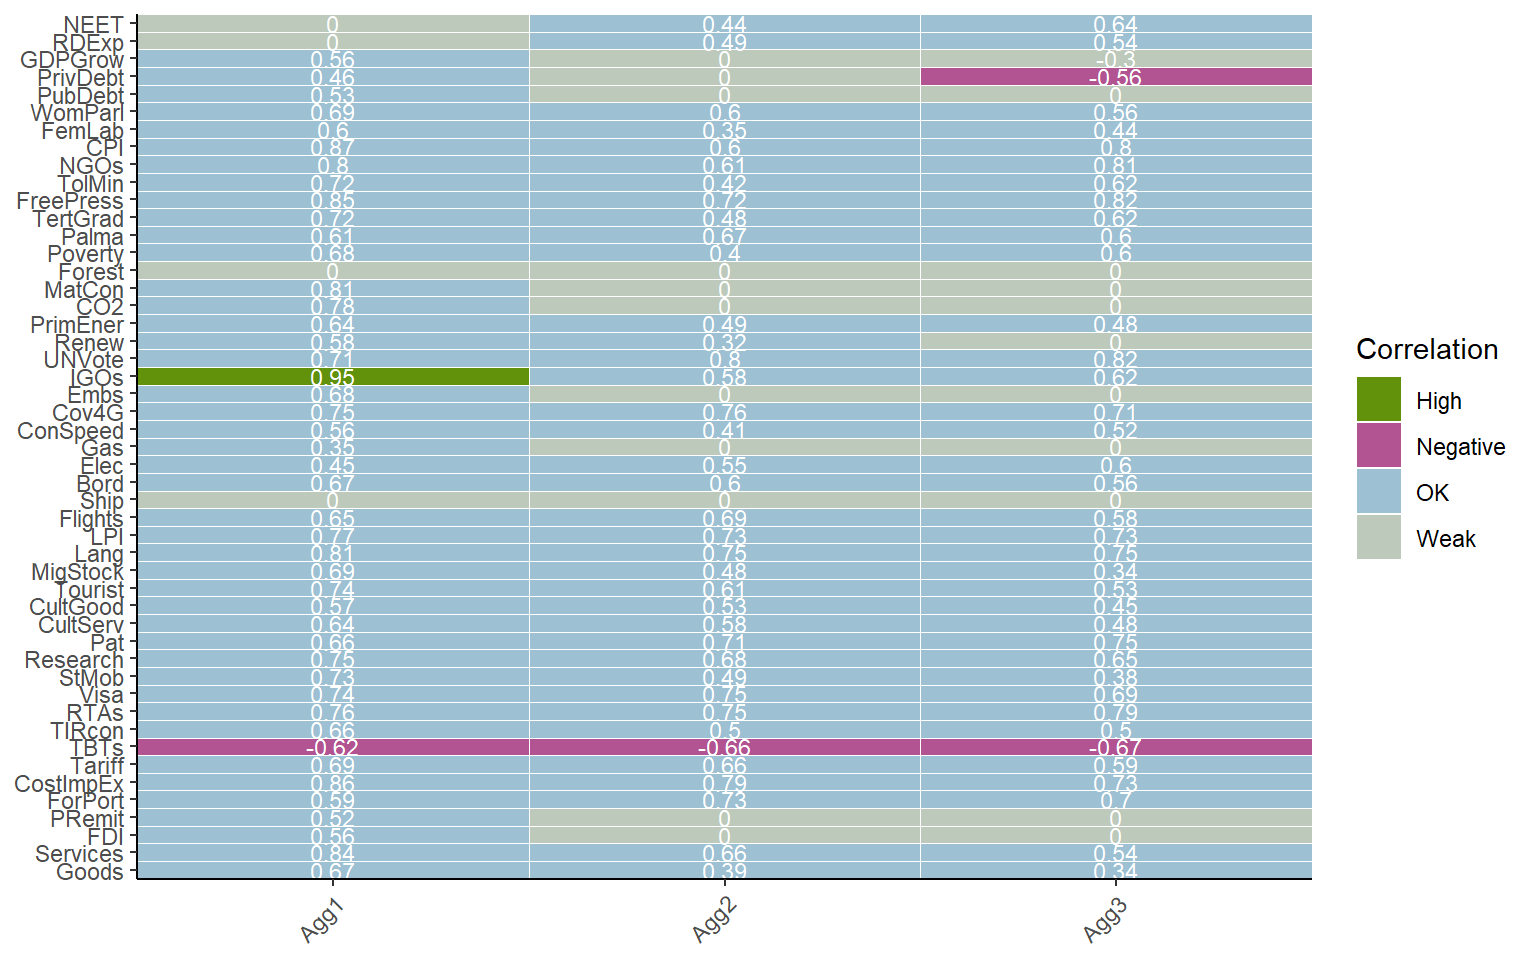 NEET 0 0.44 0.64
RDExp 0 0.49 0.54
GDPGrow 0.56 0 -0.3
PrivDebt 0.46 0 -0.56
PubDebt 0.53 0 0
WomParl 0.69 0.6 0.56
FemLab 0.6 0.35 0.44
CPI 0.87 0.6 0.8
NGOs 0.8 0.61 0.81
TolMin 0.72 0.42 0.62
FreePress 0.85 0.72 0.82
TertGrad 0.72 0.48 0.62
Palma 0.61 0.67 0.6
Poverty 0.68 0.4 0.6
Forest 0 0 0
MatCon 0.81 0 0
CO2 0.78 0 0
PrimEner 0.64 0.49 0.48
Renew 0.58 0.32 0
UNVote 0.71 0.8 0.82
IGOs 0.95 0.58 0.62
Embs 0.68 0 0
Cov4G 0.75 0.76 0.71
ConSpeed 0.56 0.41 0.52
Gas 0.35 0 0
Elec 0.45 0.55 0.6
Bord 0.67 0.6 0.56
Ship 0 0 0
Flights 0.65 0.69 0.58
LPI 0.77 0.73 0.73
Lang 0.81 0.75 0.75
MigStock 0.69 0.48 0.34
Tourist 0.74 0.61 0.53
CultGood 0.57 0.53 0.45
CultServ 0.64 0.58 0.48
Pat 0.66 0.71 0.75
Research 0.75 0.68 0.65
StMob 0.73 0.49 0.38
Visa 0.74 0.75 0.69
RTAs 0.76 0.75 0.79
TIRcon 0.66 0.5 0.5
TBTs -0.62 -0.66 -0.67
Tariff 0.69 0.66 0.59
CostImpEx 0.86 0.79 0.73
ForPort 0.59 0.73 0.7
PRemit 0.52 0 0
FDI 0.56 0 0
Services 0.84 0.66 0.54
Goods 0.67 0.39 0.34
Agg1 Agg2 Agg3
Correlation
High
Negative
OK
Weak